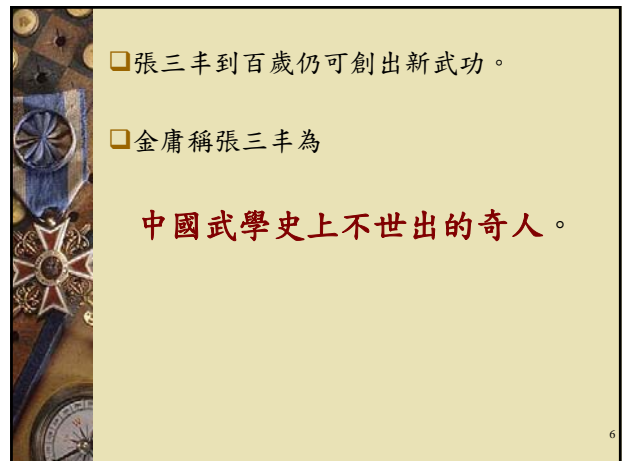 ❑張三丰到百歲仍可創出新武功。
❑金庸稱張三丰為
中國武學史上不世出的奇人。
6